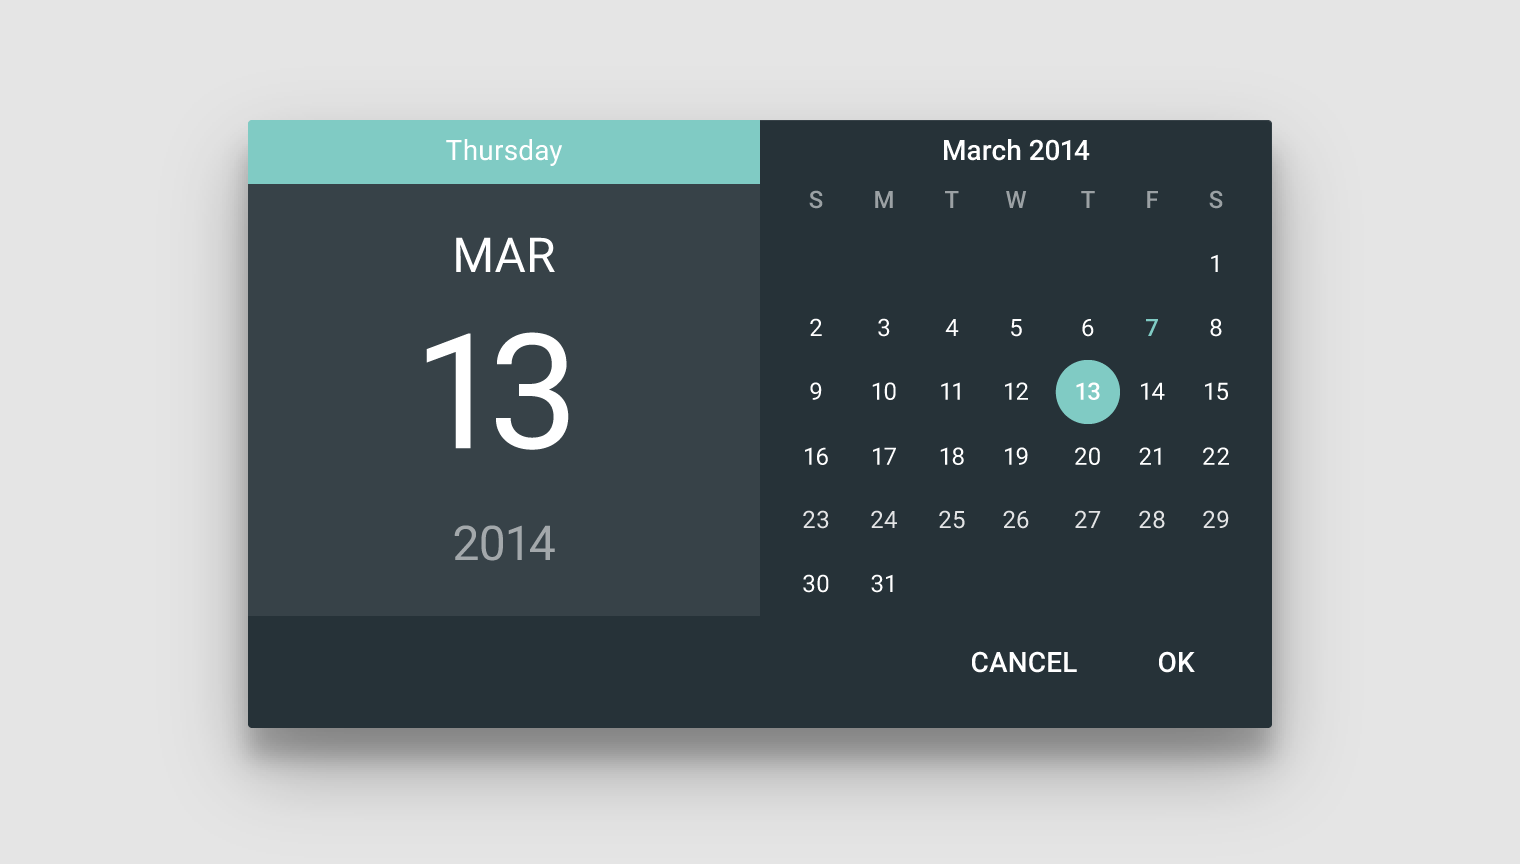 Thursday
MAR
13
2014
March 2014
S M T W T F S
1
2 3 4 5 6 7 8
9 10 11 12 13 14 15
16 17 18 19 20 21 22
23 24 25 26 27 28 29
30 31
CANCEL OK